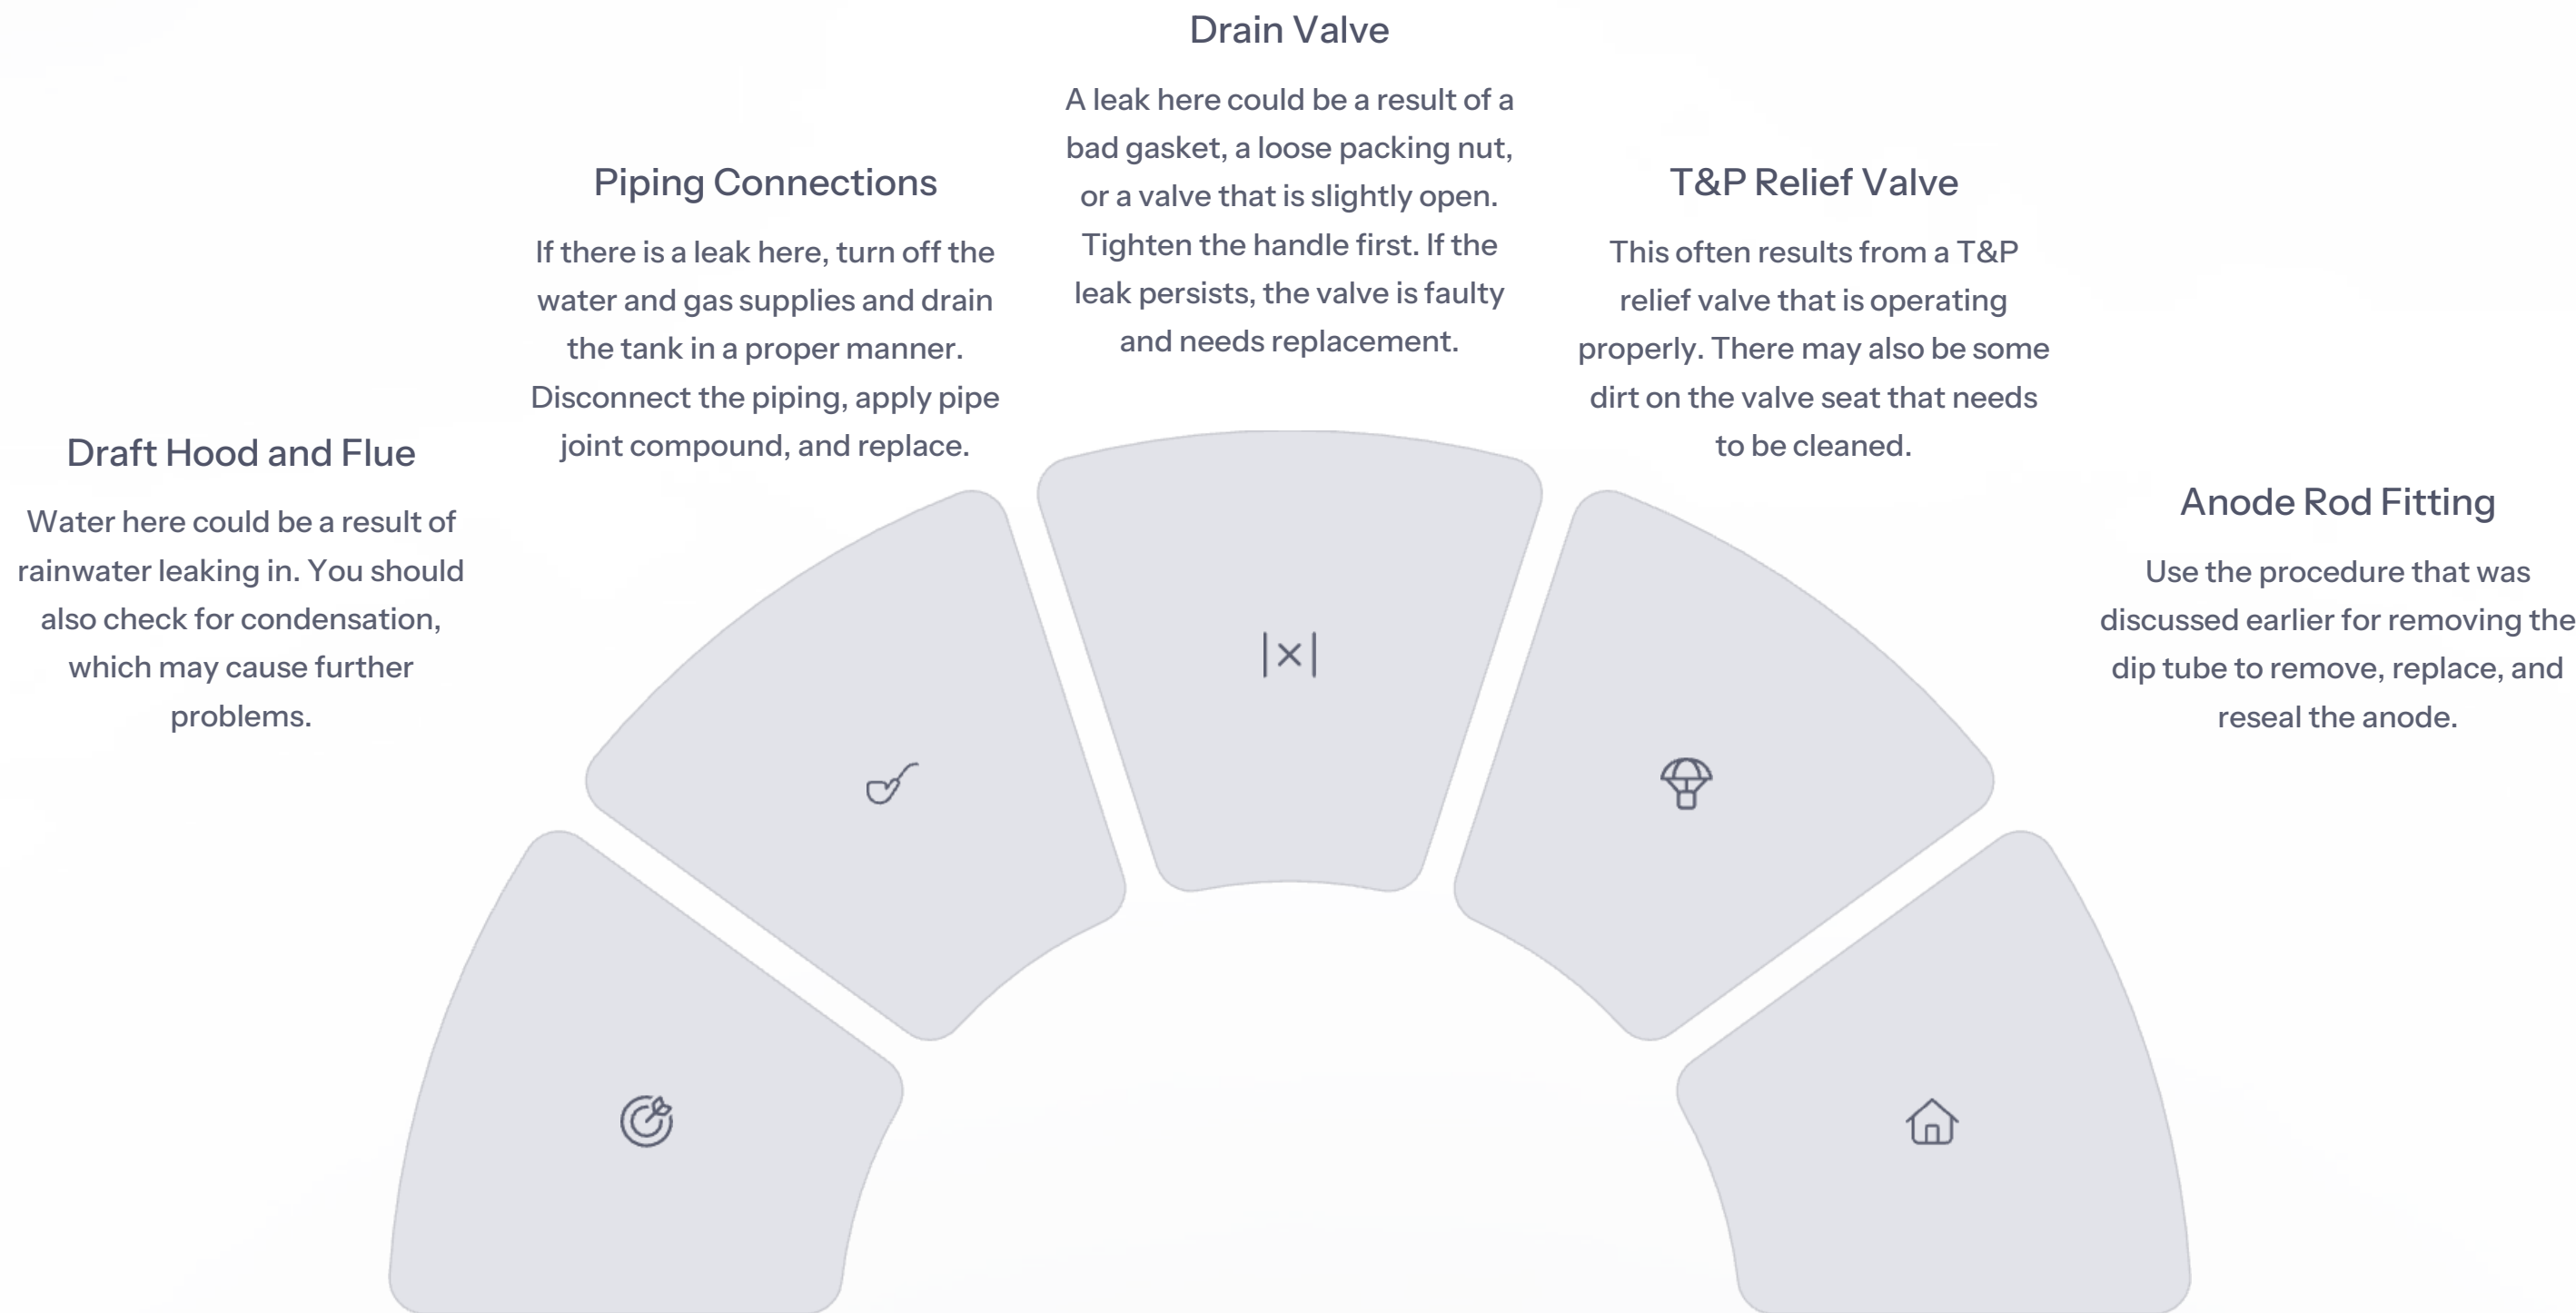 Drain Valve
A leak here could be a result of a
bad gasket, a loose packing nut,
or a valve that is slightly open.
Tighten the handle first. If the
leak persists, the valve is faulty
and needs replacement.
Piping Connections
If there is a leak here, turn off the
water and gas supplies and drain
the tank in a proper manner.
Disconnect the piping, apply pipe
joint compound, and replace.
T&P Relief Valve
This often results from a T&P
relief valve that is operating
properly. There may also be some
dirt on the valve seat that needs
to be cleaned.
Draft Hood and Flue
Water here could be a result of
rainwater leaking in. You should
also check for condensation,
which may cause further
problems.
Anode Rod Fitting
Use the procedure that was
discussed earlier for removing the
dip tube to remove, replace, and
reseal the anode.